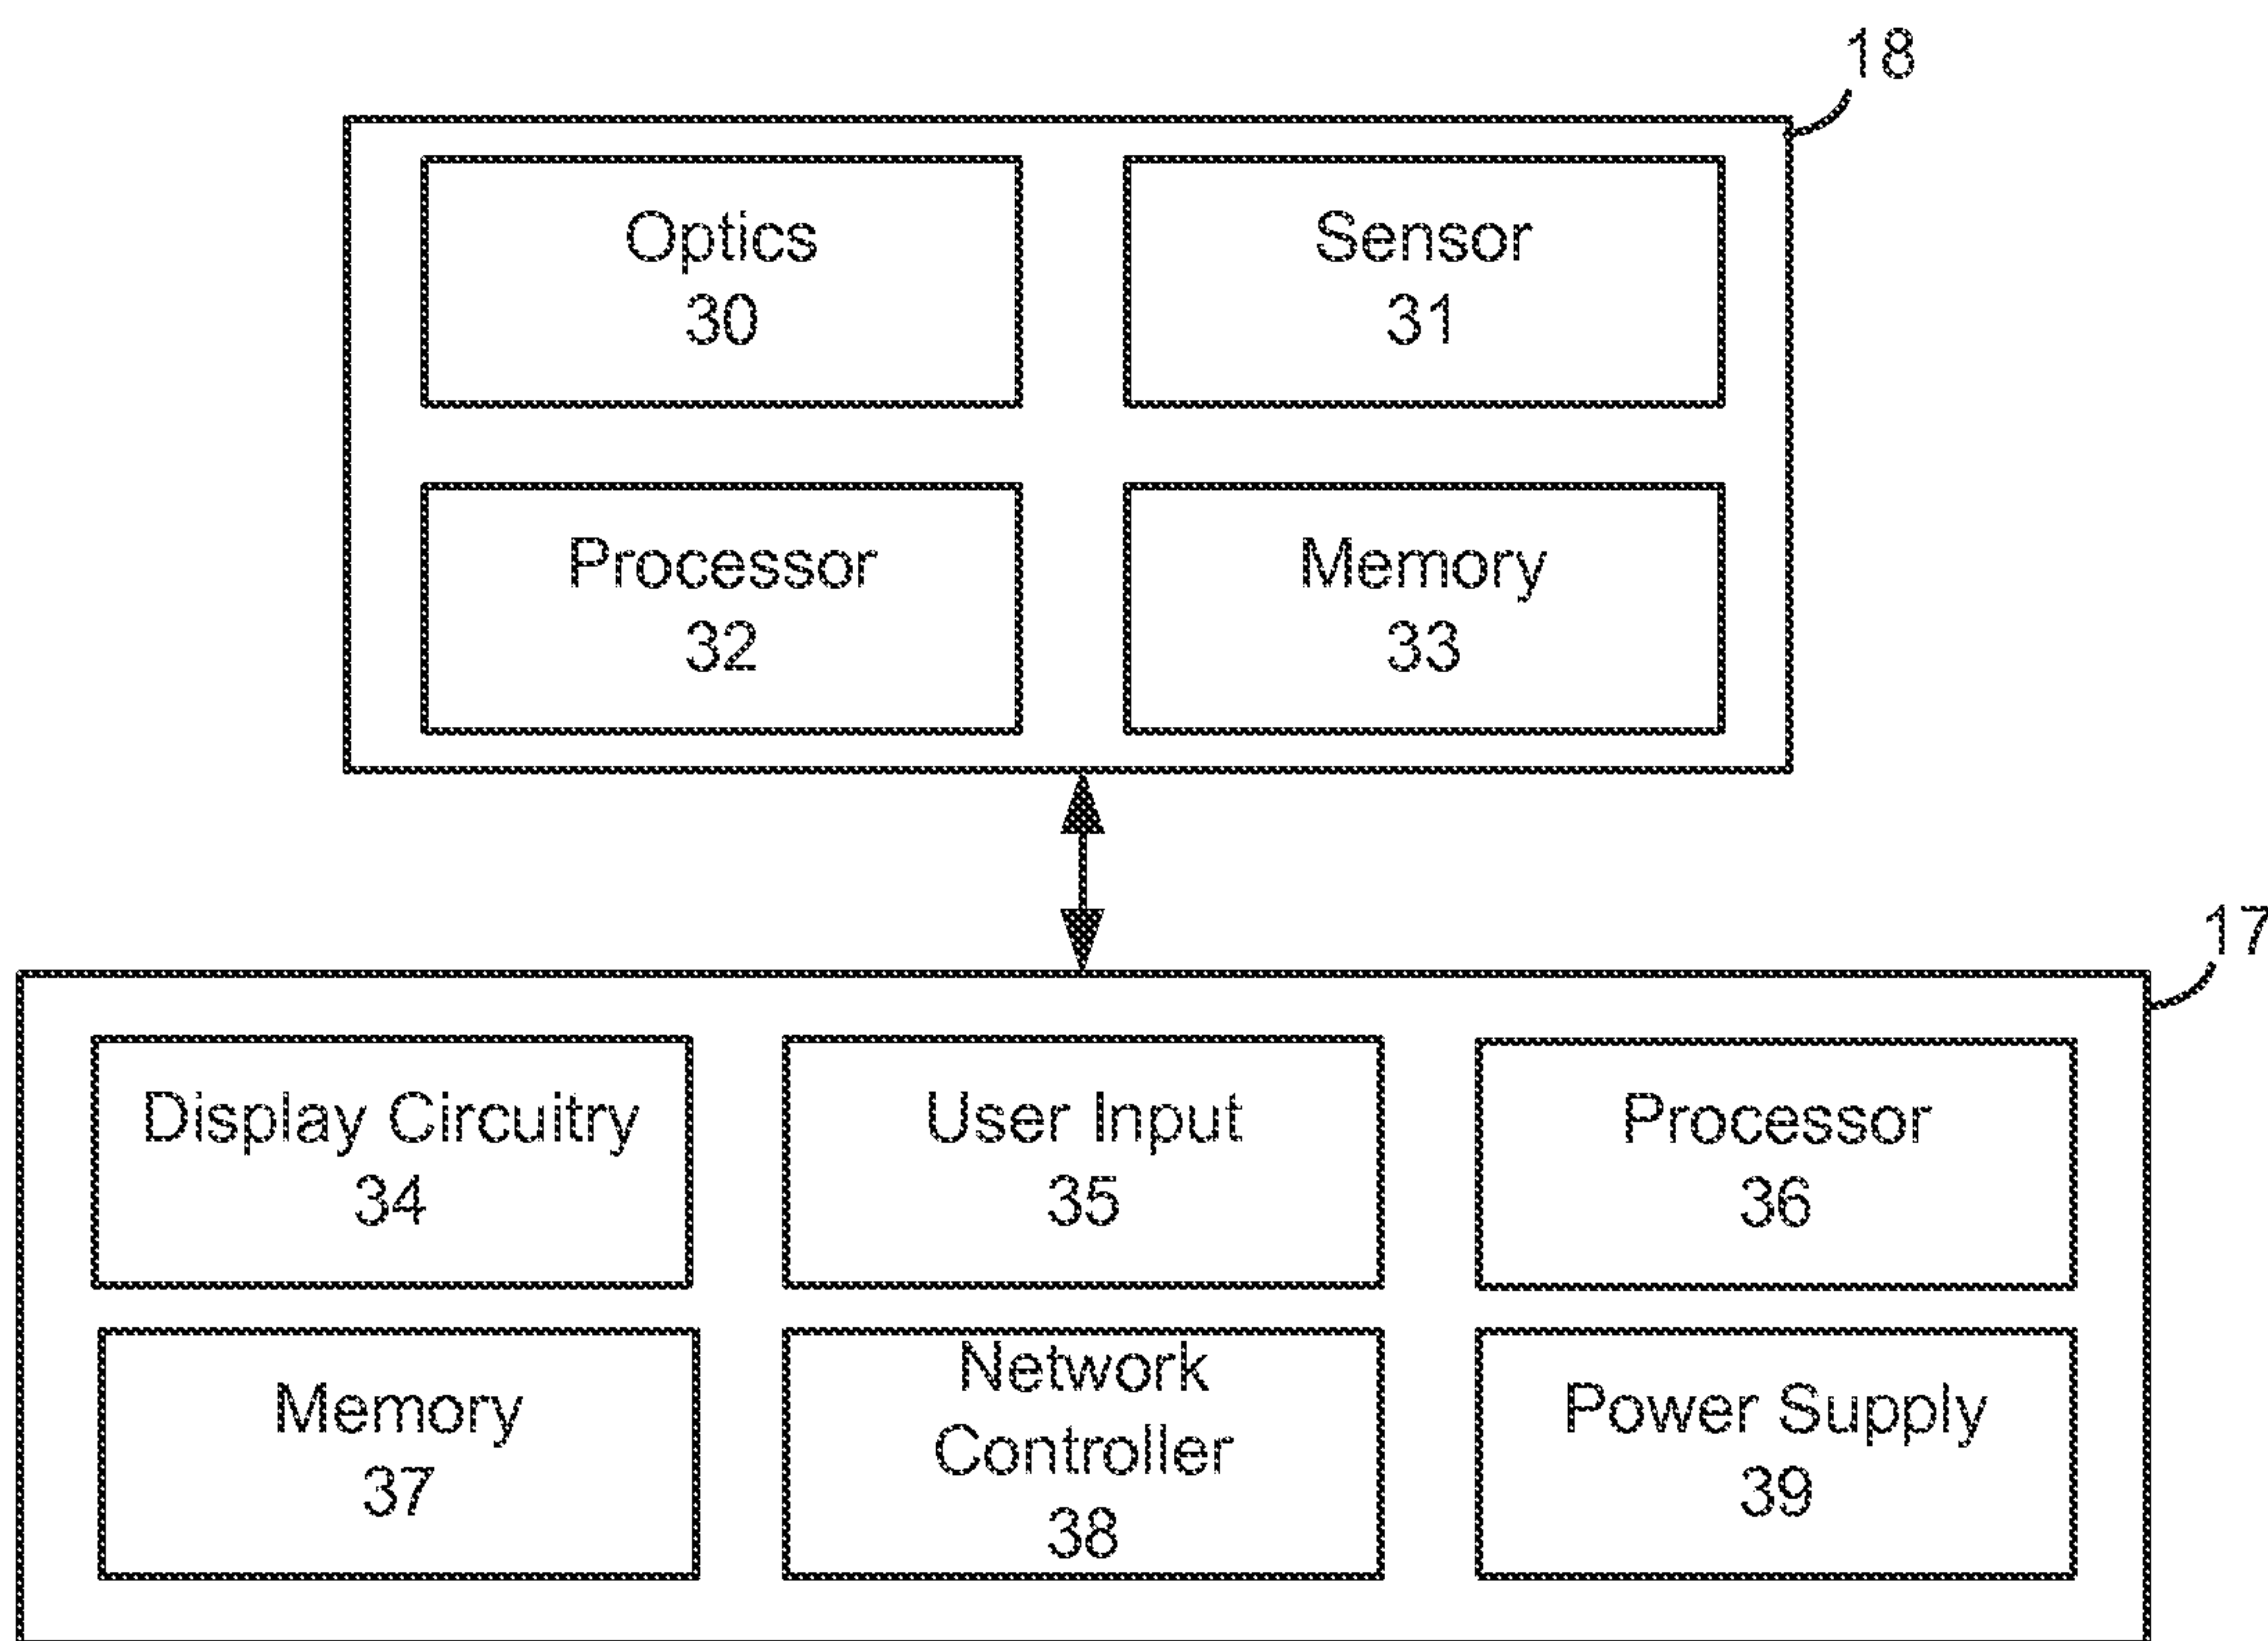 18
Optics
30
Sensor
31
Processor
32
Memory
33
17
Display Circuitry
34
User Input
35
Processor
36
Memory
37
Network
Controller
38
Power Supply
39